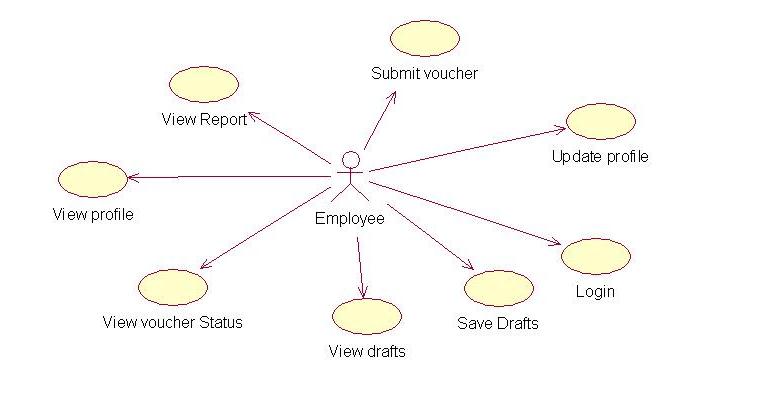 Submit voucher
View Report
Update profile
View profile
Employee
Login
View voucher Status
Save Drafts
View drafts